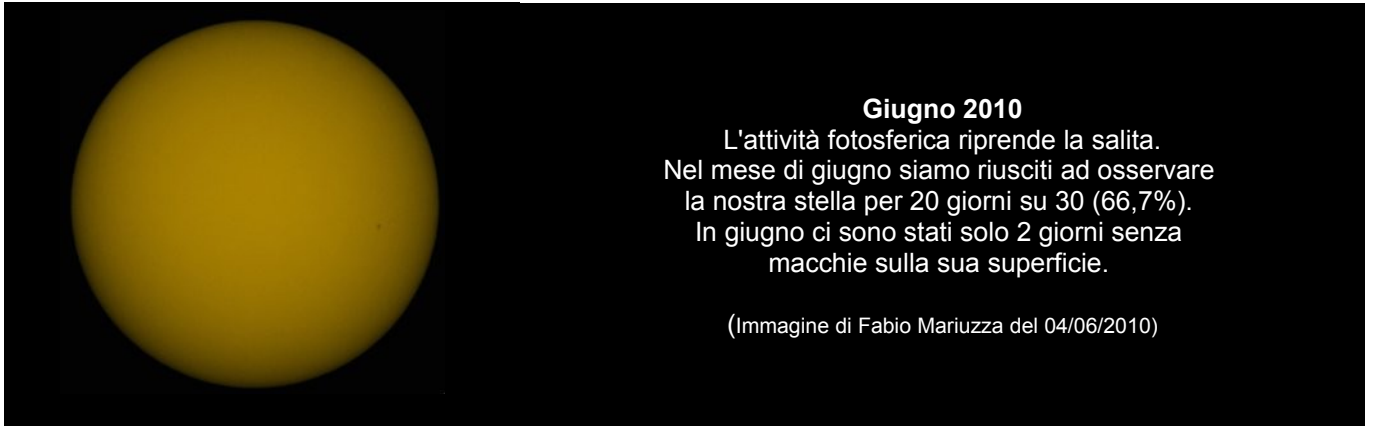 Giugno 2010
L'attività fotosferica riprende la salita.
Nel mese di giugno siamo riusciti ad osservare
la nostra stella per 20 giorni su 30 (66,7%).
In giugno ci sono stati solo 2 giorni senza
macchie sulla sua superficie.
(Immagine di Fabio Mariuzza del 04/06/2010)